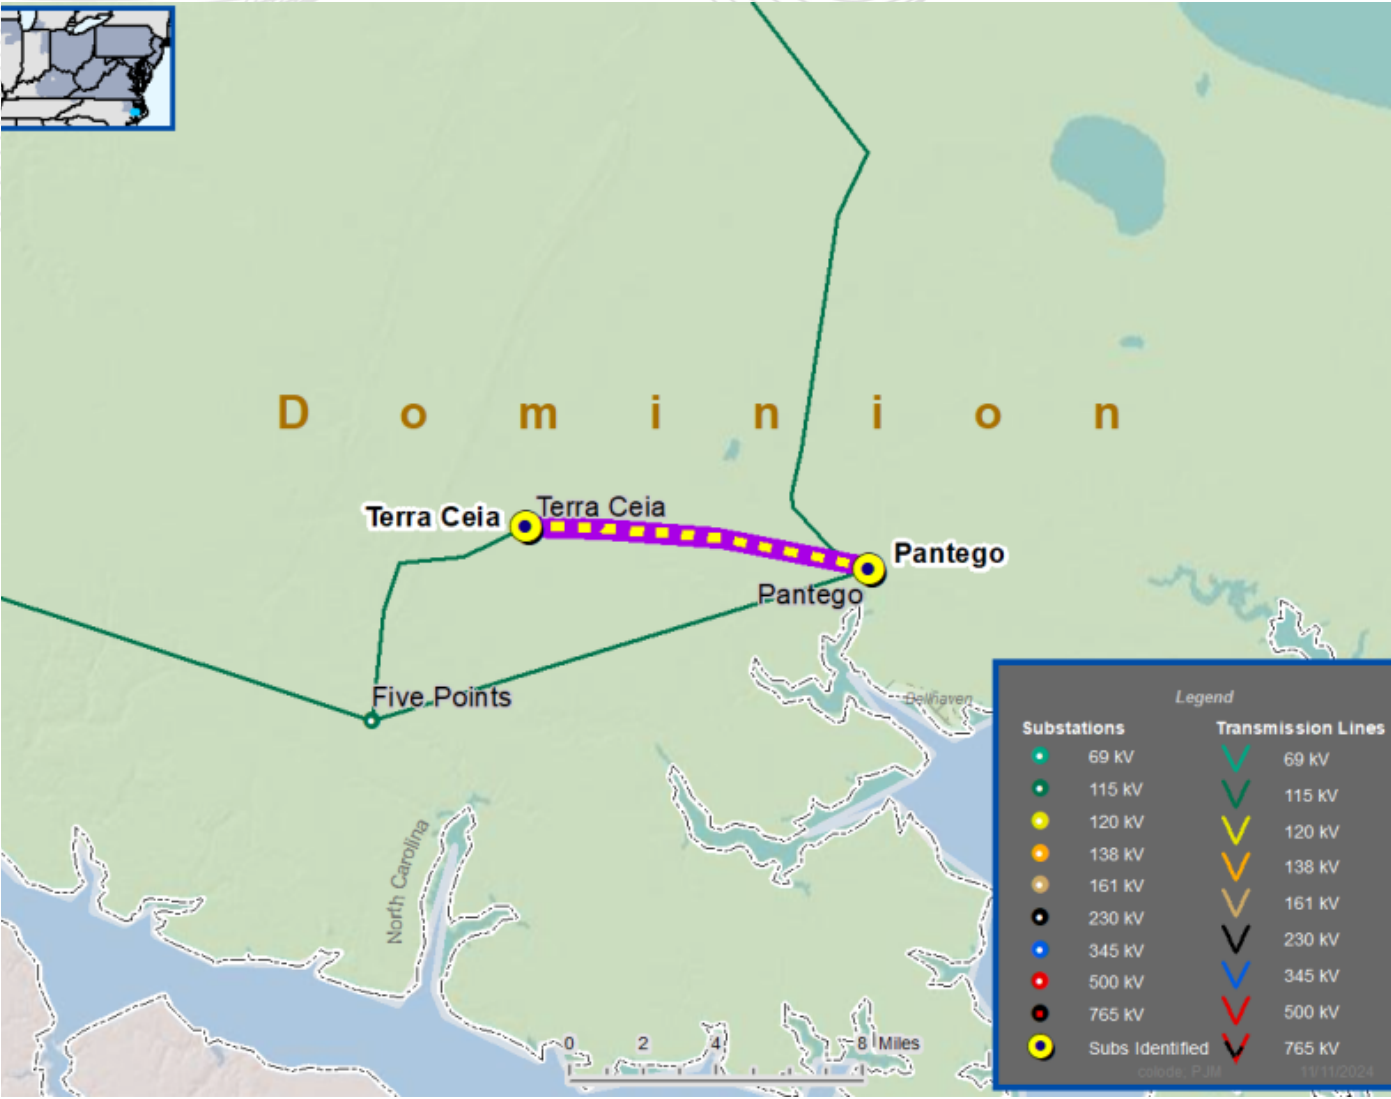 D o m i n i o n
Terra Ceia
Terra Ceia
Pantego
Pantego
Five Points
Belhaven
North Carolina
0 2 4 8 Miles
Legend
Substations
69 kV
115 kV
120 kV
138 kV
161 kV
230 kV
345 kV
500 kV
765 kV
Subs Identified
Transmission Lines
69 kV
115 kV
120 kV
138 kV
161 kV
230 kV
345 kV
500 kV
765 kV
colode; PJM
11/11/2024